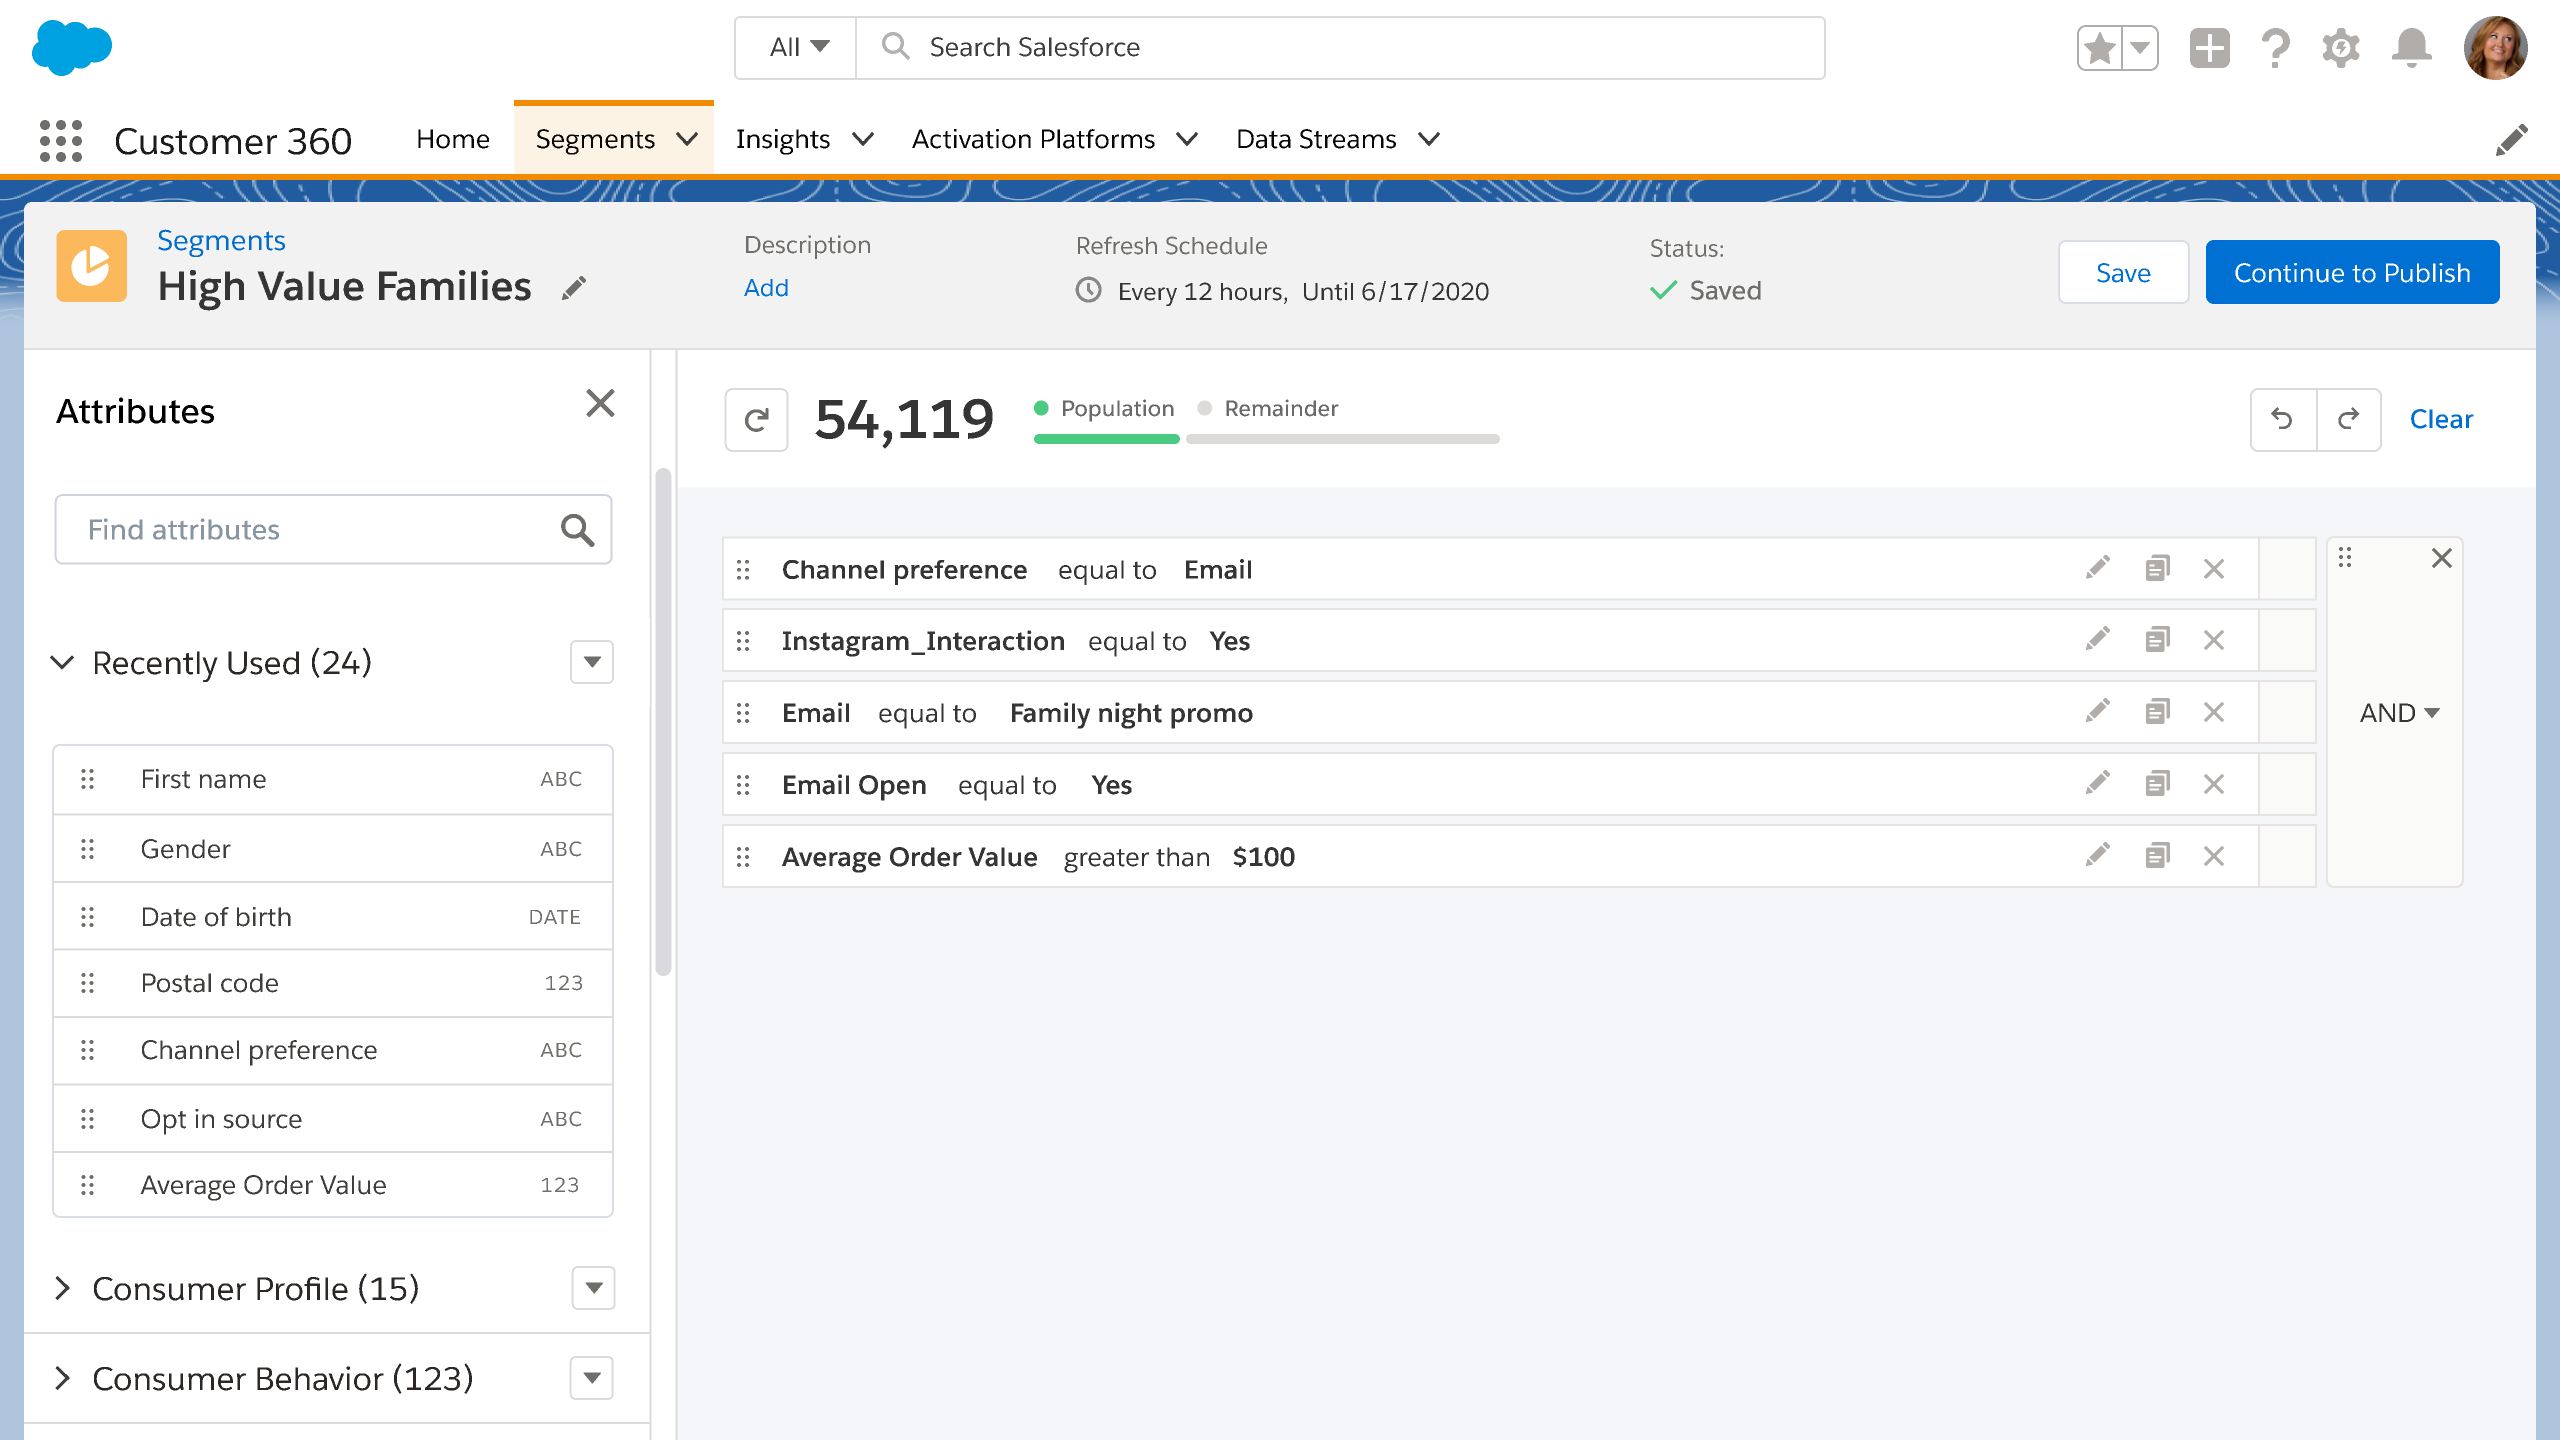 All Search Salesforce
Customer 360 Home Segments Insights Activation Platforms Data Streams
Segments
High Value Families
Description
Add
Refresh Schedule
Every 12 hours, Until 6/17/2020
Status:
Saved
Save Continue to Publish
Attributes
Find attributes
Recently Used (24)
First name ABC
Gender ABC
Date of birth DATE
Postal code 123
Channel preference ABC
Opt in source ABC
Average Order Value 123
Consumer Profile (15)
Consumer Behavior (123)
54,119 Population Remainder
Clear
Channel preference equal to Email
Instagram_Interaction equal to Yes
Email equal to Family night promo
Email Open equal to Yes
Average Order Value greater than $100
AND